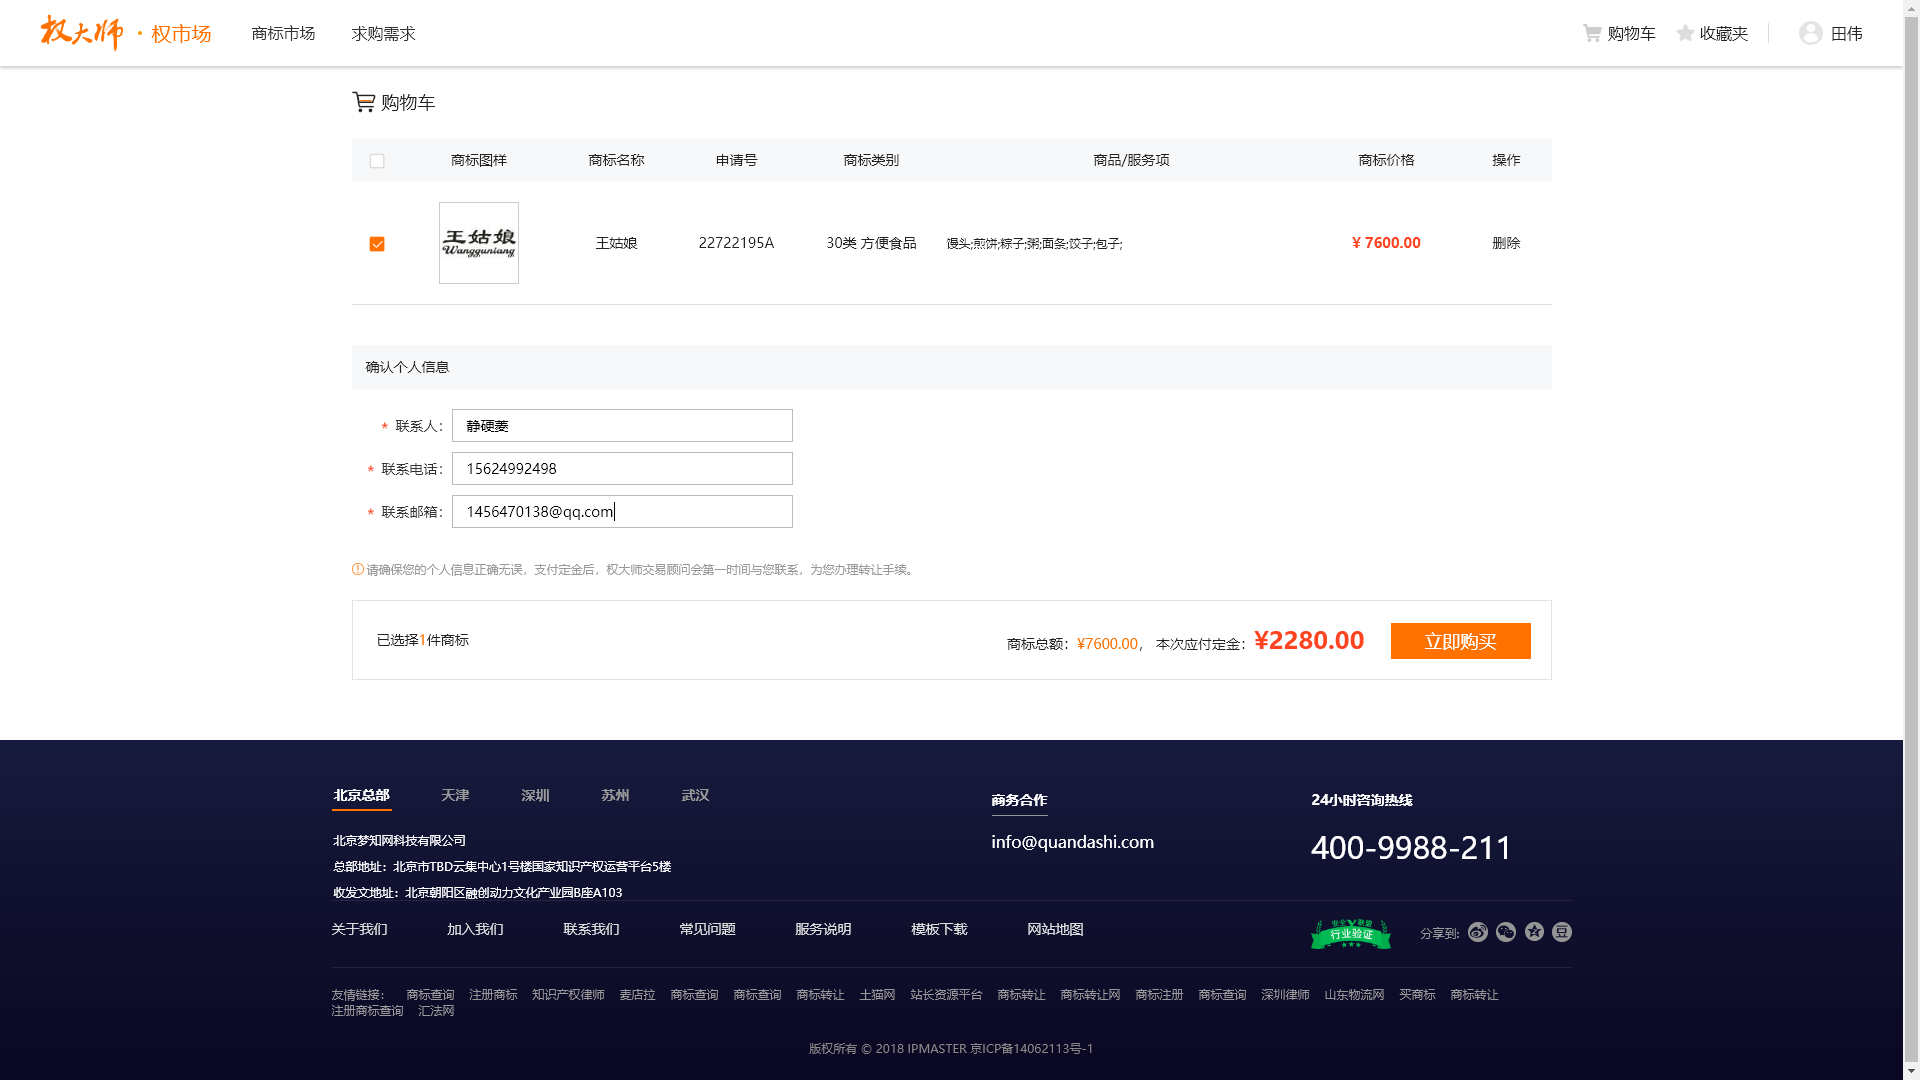 权大师 · 权市场 商标市场 求购需求 购物车 收藏夹 田伟
购物车
商标图样 商标名称 申请号 商标类别 商品/服务项 商标价格 操作
王姑娘
Wangguniang
王姑娘 22722195A 30类 方便食品 馒头;煎饼;粽子;粥;面条;饺子;包子; ¥ 7600.00 删除
确认个人信息
* 联系人： 静硬菱
* 联系电话： 15624992498
* 联系邮箱： 1456470138@qq.com
请确保您的个人信息正确无误，支付定金后，权大师交易顾问会第一时间与您联系，为您办理转让手续。
已选择1件商标 商标总额：¥7600.00， 本次应付定金：¥2280.00 立即购买
北京总部 天津 深圳 苏州 武汉 商务合作 24小时咨询热线
北京梦知网科技有限公司 info@quandashi.com 400-9988-211
总部地址：北京市TBD云集中心1号楼国家知识产权运营平台5楼
收发文地址：北京朝阳区融创动力文化产业园B座A103
关于我们 加入我们 联系我们 常见问题 服务说明 模板下载 网站地图 安全V联盟 行业验证 分享到: 豆
友情链接： 商标查询 注册商标 知识产权律师 麦店拉 商标查询 商标查询 商标转让 土猫网 站长资源平台 商标转让 商标转让网 商标注册 商标查询 深圳律师 山东物流网 买商标 商标转让
注册商标查询 汇法网
版权所有 © 2018 IPMASTER 京ICP备14062113号-1